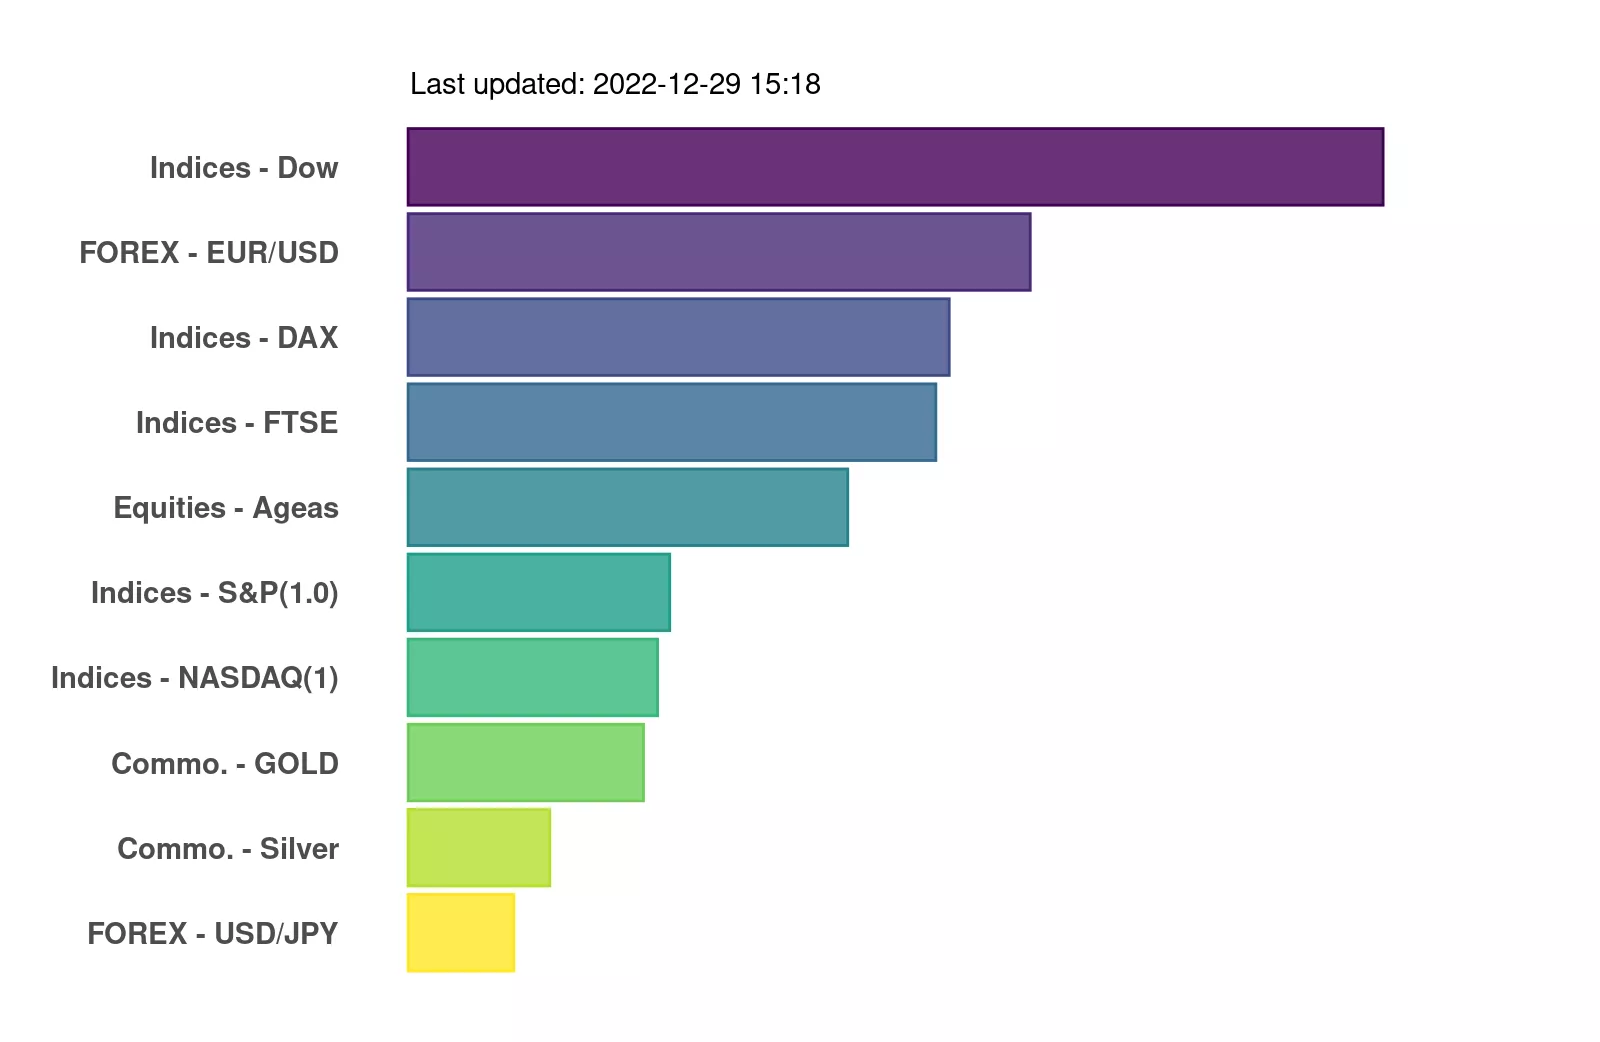 Last updated: 2022-12-29 15:18
Indices - Dow
FOREX - EUR/USD
Indices - DAX
Indices - FTSE
Equities - Ageas
Indices - S&P(1.0)
Indices - NASDAQ(1)
Commo. - GOLD
Commo. - Silver
FOREX - USD/JPY